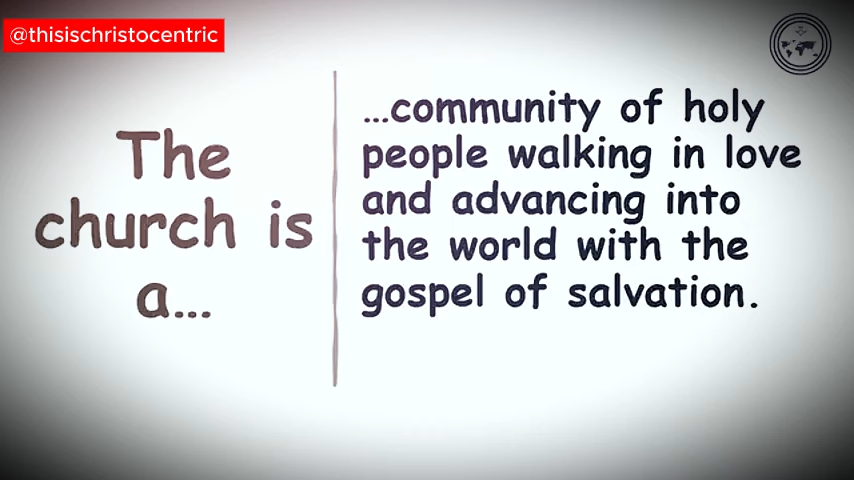 @thisischristocentric
The
church is
a...
...community of holy
people walking in love
and advancing into
the world with the
gospel of salvation.